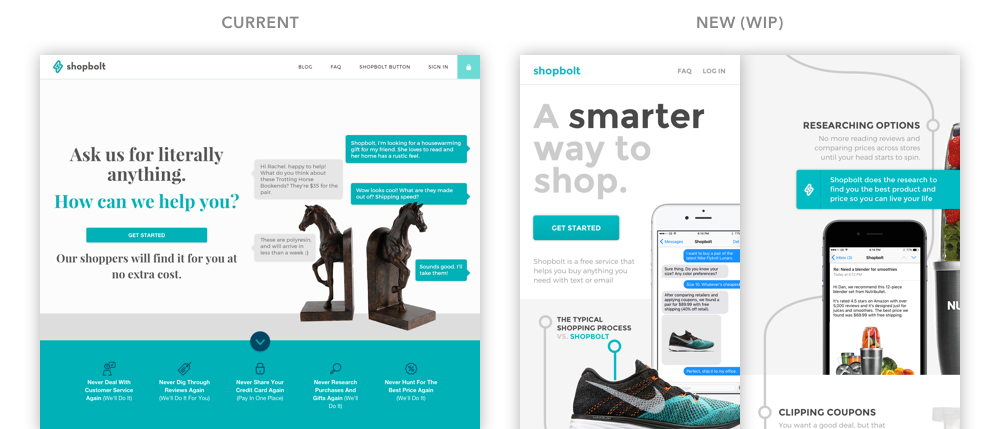 CURRENT
NEW (WIP)
shopbolt
BLOG
FAQ
SHOPBOLT BUTTON
SIGN IN
Ask us for literally
anything.
How can we help you?
GET STARTED
Our shoppers will find it for you at
no extra cost.
Shopbolt, I'm looking for a housewarming
gift for my friend. She loves to read and
her home has a rustic feel.
Hi Rachel, happy to help!
What do you think about
these Trotting Horse
Bookends? They're $35 for the
pair.
Wow looks cool! What are they made
out of? Shipping speed?
These are polyresin,
and will arrive in
less than a week :)
Sounds good. I'll
take them!
Never Deal With
Customer Service
Again (We'll Do It)
Never Dig Through
Reviews Again
(We'll Do It For You)
Never Share Your
Credit Card Again
(Pay In One Place)
Never Research
Purchases And
Gifts Again (We'll
Do It)
Never Hunt For The
Best Price Again
(We'll Do It)
shopbolt
FAQ
LOG IN
A smarter
way to
shop.
GET STARTED
Shopbolt is a free service that
helps you buy anything you
need with text or email
THE TYPICAL
SHOPPING PROCESS
VS. SHOPBOLT
4:14 PM
Messages
Shopbolt
I want to buy a pair of the
latest Nike Flyknit Lunars
Sure thing. Do you know your
size? Any color preferences?
Size 10. Whatever's cheapest
After comparing retailers and
applying coupons, we found a
pair for $89.99 with free
shipping (40% off retail).
Perfect, ship it to my office.
RESEARCHING OPTIONS
No more reading reviews and
comparing prices across stores
until your head starts to spin.
Shopbolt does the research to
find you the best product and
price so you can live your life
Inbox (3)
Shopbolt
Re: Need a blender for smoothies
Today at 5:13 PM
Hi Dan, we recommend this 12-piece
blender set from Nutribullet.
It's rated 4.5 stars on Amazon with over
6,000 reviews and it's designed just for
juices and smoothies. The best price we
found was $89.99 with free shipping.
NU
CLIPPING COUPONS
You want a good deal, but that